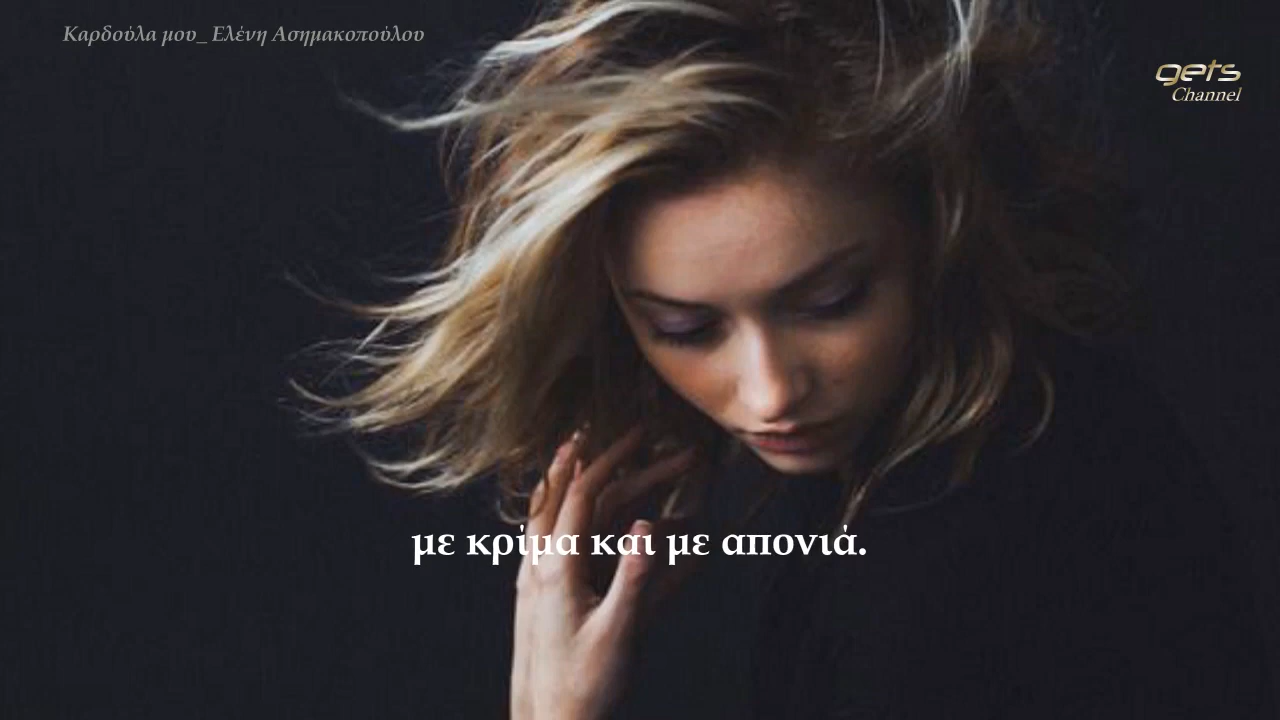 Καρδούλα μου_ Ελένη Ασημακοπούλου
gets
Channel
με κρίμα και με απονιά.